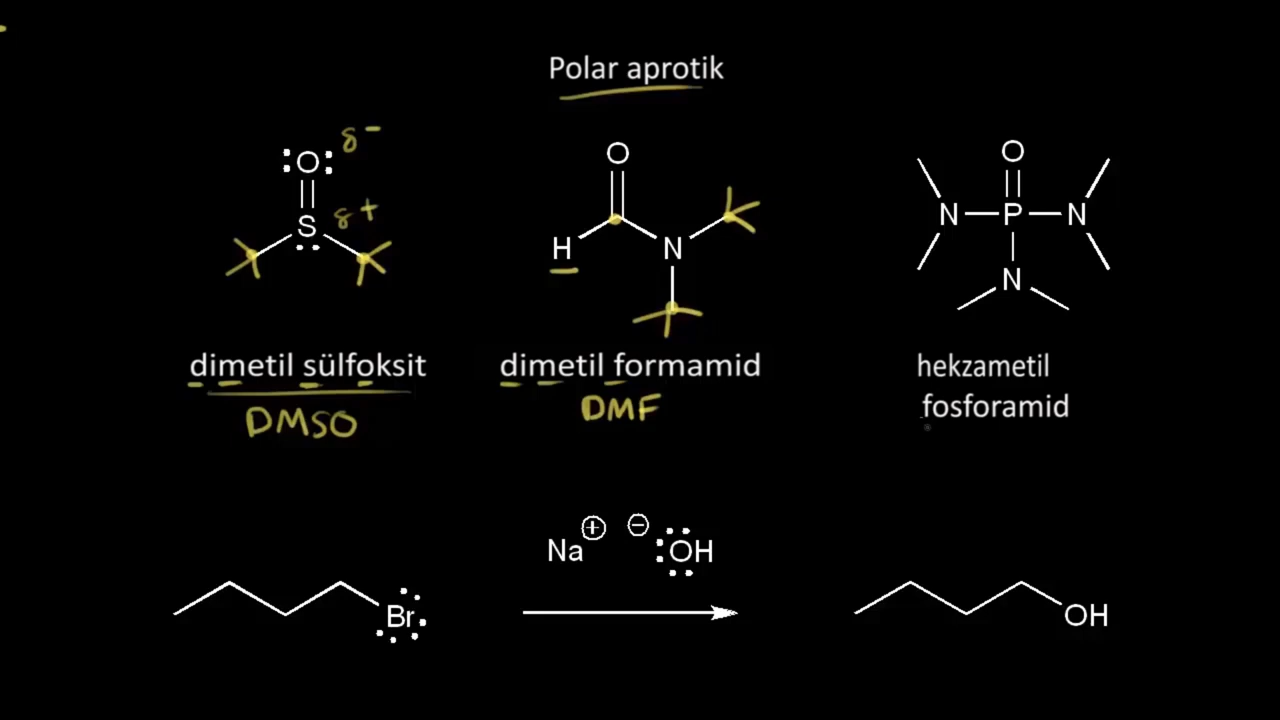 Polar aprotik
δ-
O
δ+
S
O
H
N
O
N P N
N
dimetil sülfoksit
DMSO
dimetil formamid
DMF
hekzametil
fosforamid
Na⊕ ⊖:OH
Br
OH